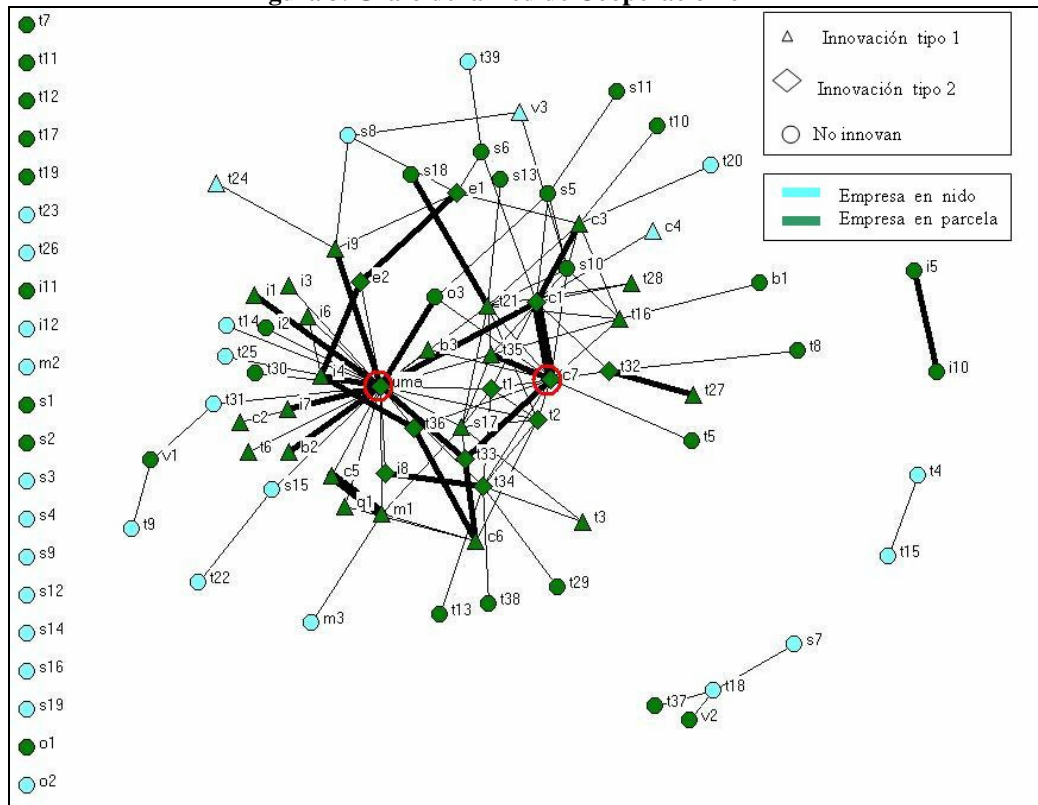 t7
t11
t12
t17
t19
t23
t26
i11
i12
m2
s1
s2
s3
s4
s9
s12
s14
s16
s19
o1
o2
Innovación tipo 1
Innovación tipo 2
No innovan
Empresa en nido
Empresa en parcela
t39
s11
v3
t10
s8
s6
s18
s13
t20
t24
e1
s5
c3
c4
i9
s10
i5
e2
t28
b1
i1
i3
o3
t21
c1
i6
t16
t14
i2
b3
t35
t8
t25
t30
i4
uma
c7
t32
i10
t1
t27
t31
i7
c2
t36
s17
t2
t5
t6
b2
v1
t33
c5
i8
t4
s15
t34
q1
m1
t3
t9
c6
t15
t22
t29
t38
t13
m3
s7
t18
t37
v2